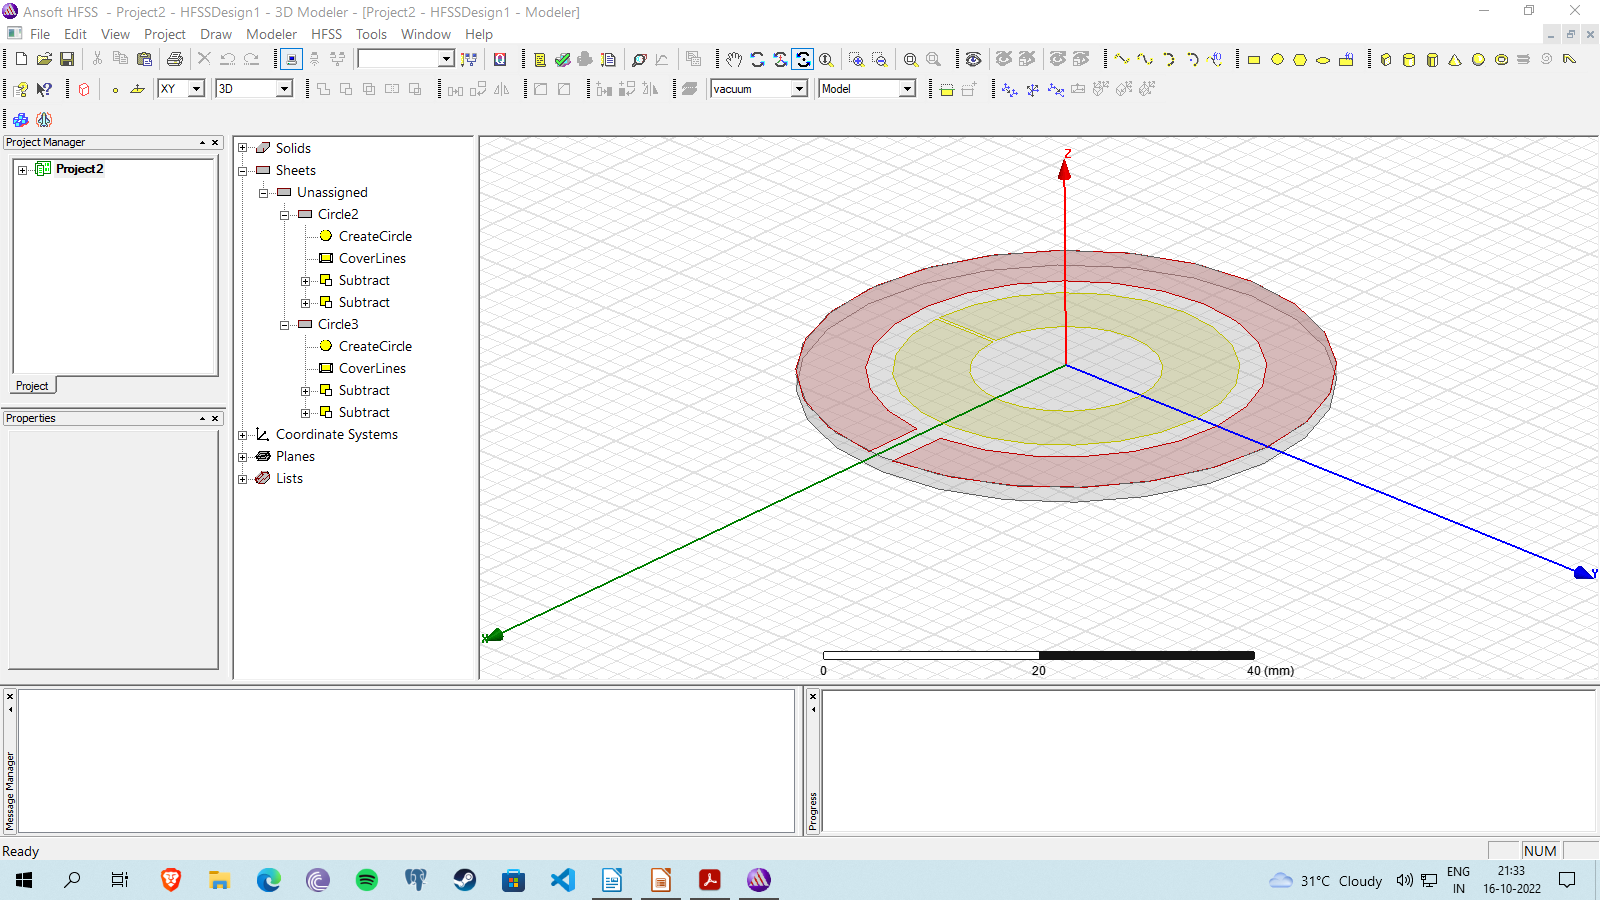 Ansoft HFSS - Project2 - HFSSDesign1 - 3D Modeler - [Project2 - HFSSDesign1 - Modeler]
File Edit View Project Draw Modeler HFSS Tools Window Help
XY 3D vacuum Model
Project Manager
Project2
Project
Properties
Solids
Sheets
Unassigned
Circle2
CreateCircle
CoverLines
Subtract
Subtract
Circle3
CreateCircle
CoverLines
Subtract
Subtract
Coordinate Systems
Planes
Lists
Z
Y
X
0 20 40 (mm)
Message Manager
Progress
Ready
NUM
31°C Cloudy
ENG
IN
21:33
16-10-2022